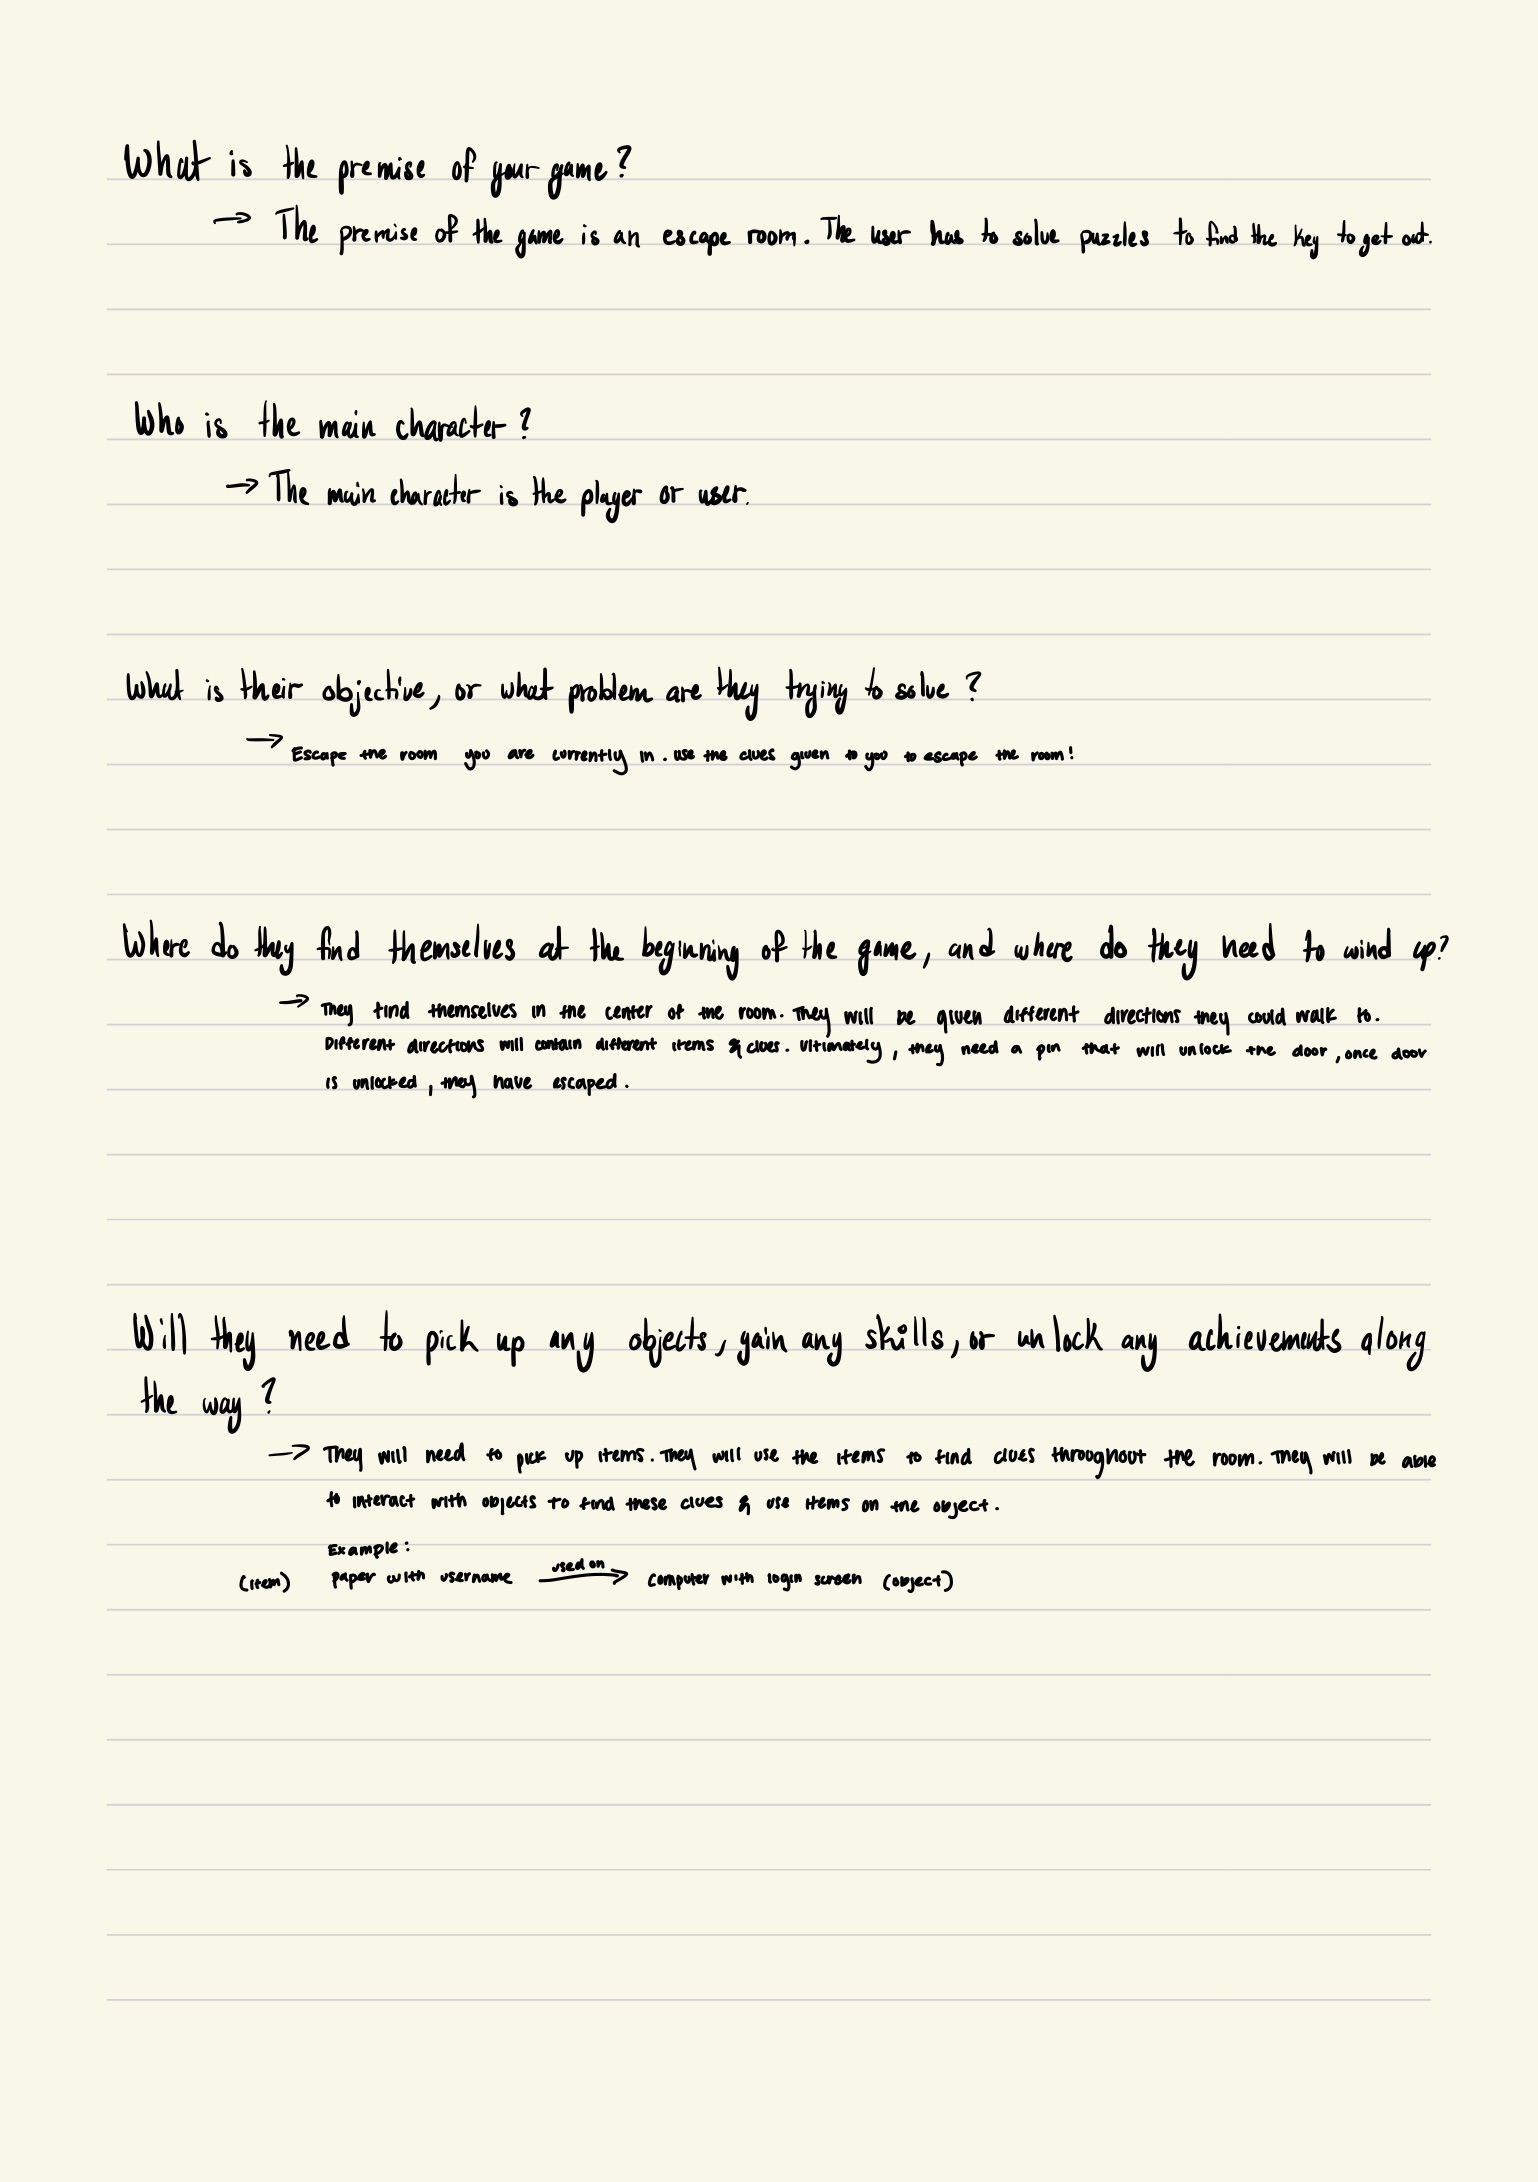 What is the premise of your game?
→ The premise of the game is an escape room. The user has to solve puzzles to find the key to get out.
Who is the main character?
→ The main character is the player or user.
What is their objective, or what problem are they trying to solve?
→ Escape the room you are currently in. Use the clues given to you to escape the room!
Where do they find themselves at the beginning of the game, and where do they need to wind up?
→ They find themselves in the center of the room. They will be given different directions they could walk to.
Different directions will contain different items & clues. Ultimately, they need a pin that will unlock the door, once door
is unlocked, they have escaped.
Will they need to pick up any objects, gain any skills, or unlock any achievements along
the way?
→ They will need to pick up items. They will use the items to find clues throughout the room. They will be able
to interact with objects to find these clues & use items on the object.
Example:
(item) paper with username used on → computer with login screen (object)